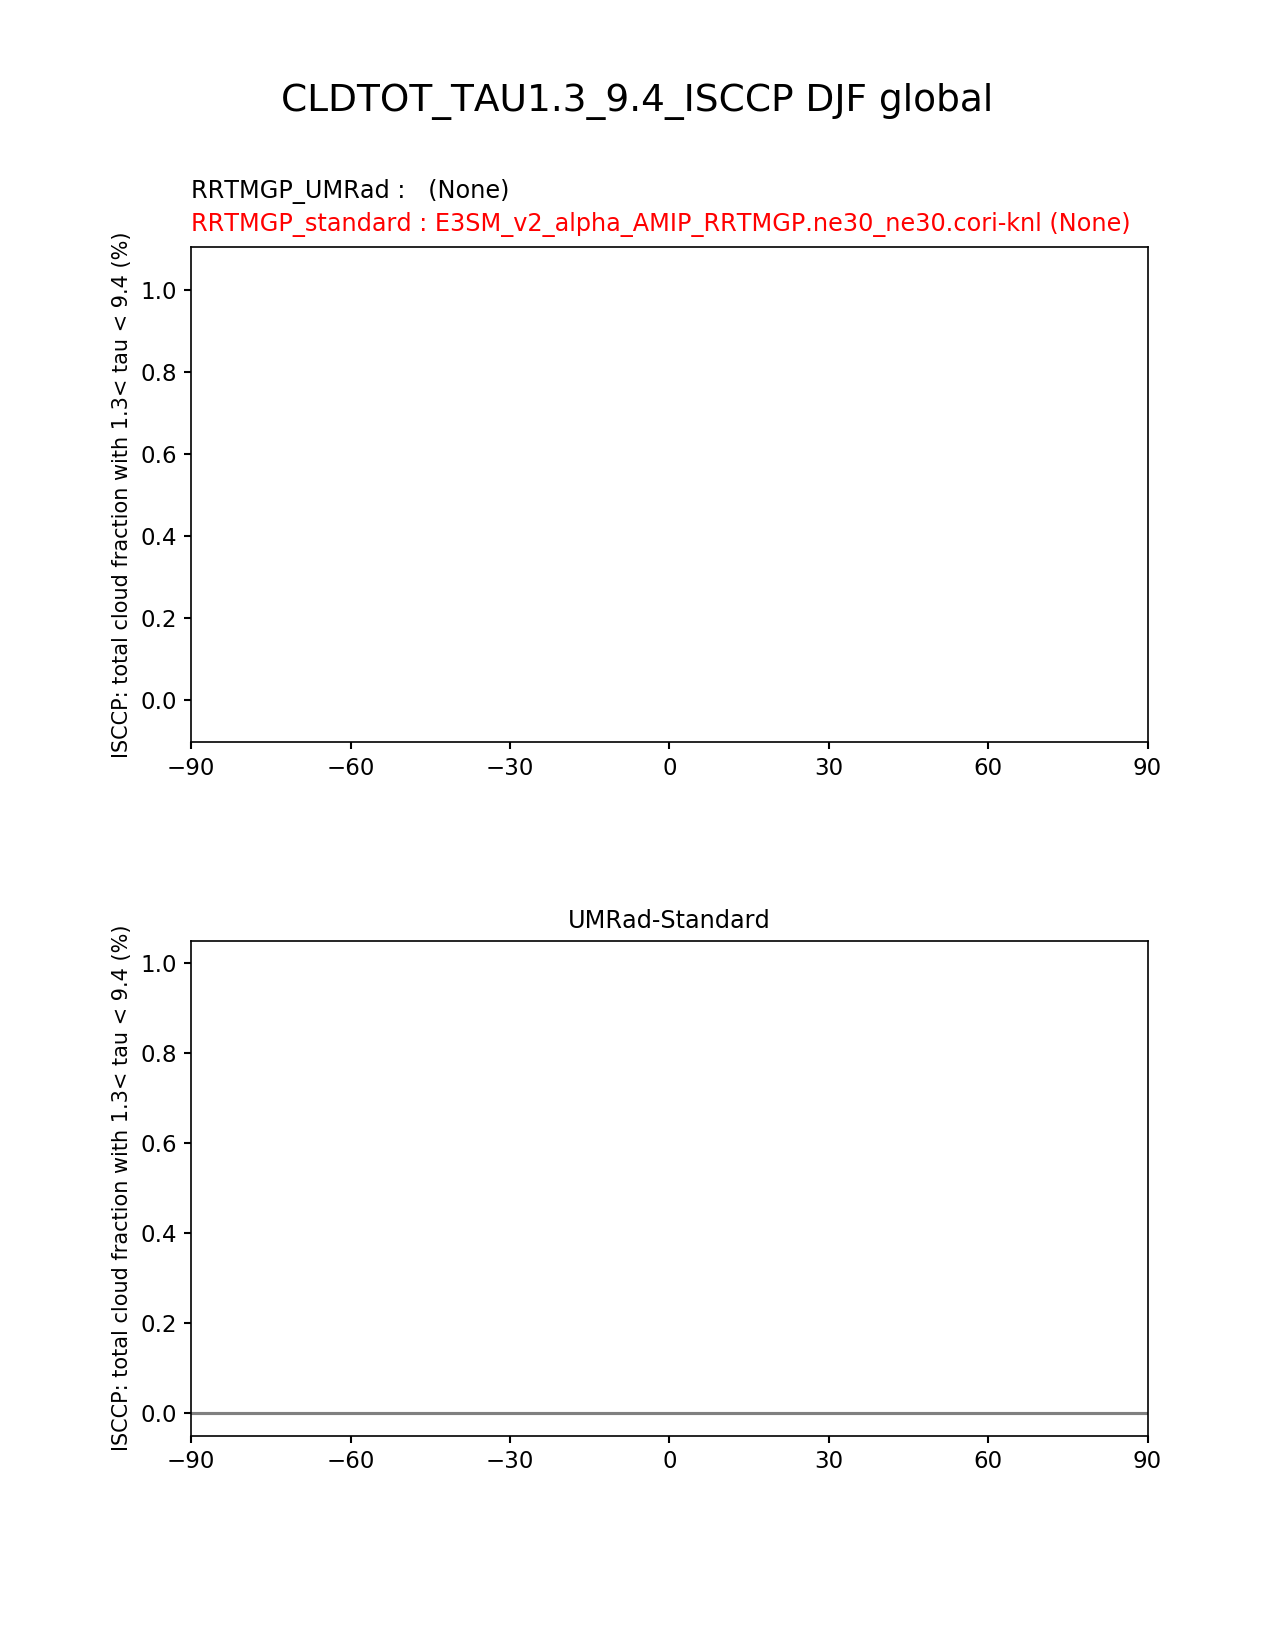 CLDTOT_TAU1.3_9.4_ISCCP DJF global
RRTMGP_UMRad :   (None)
RRTMGP_standard : E3SM_v2_alpha_AMIP_RRTMGP.ne30_ne30.cori-knl (None)
ISCCP: total cloud fraction with 1.3< tau < 9.4 (%)
1.0
0.8
0.6
0.4
0.2
0.0
−90 −60 −30 0 30 60 90
UMRad-Standard
ISCCP: total cloud fraction with 1.3< tau < 9.4 (%)
1.0
0.8
0.6
0.4
0.2
0.0
−90 −60 −30 0 30 60 90